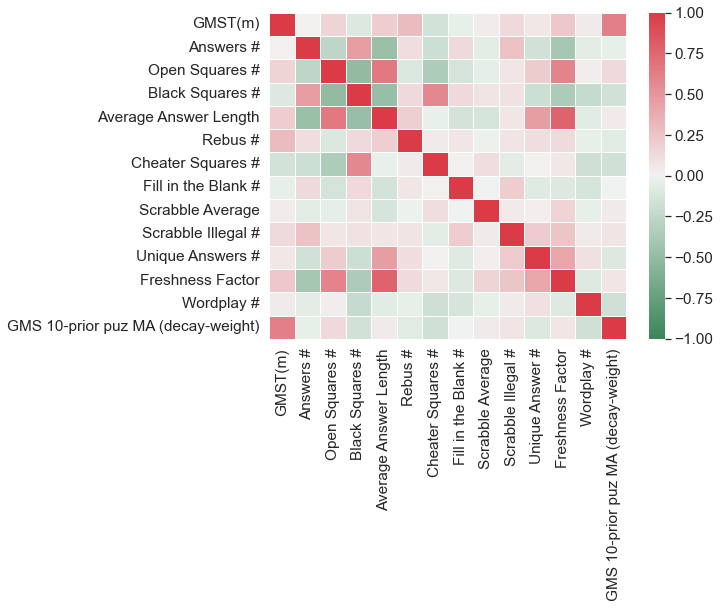 GMST(m)
Answers #
Open Squares #
Black Squares #
Average Answer Length
Rebus #
Cheater Squares #
Fill in the Blank #
Scrabble Average
Scrabble Illegal #
Unique Answers #
Freshness Factor
Wordplay #
GMS 10-prior puz MA (decay-weight)
1.00
0.75
0.50
0.25
0.00
−0.25
−0.50
−0.75
−1.00
GMST(m)
Answers #
Open Squares #
Black Squares #
Average Answer Length
Rebus #
Cheater Squares #
Fill in the Blank #
Scrabble Average
Scrabble Illegal #
Unique Answer #
Freshness Factor
Wordplay #
GMS 10-prior puz MA (decay-weight)